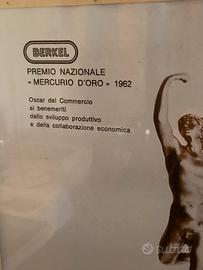 BERKEL
PREMIO NAZIONALE
« MERCURIO D'ORO » 1962
Oscar del Commercio
ai benemeriti
dello sviluppo produttivo
e della collaborazione economica
subito